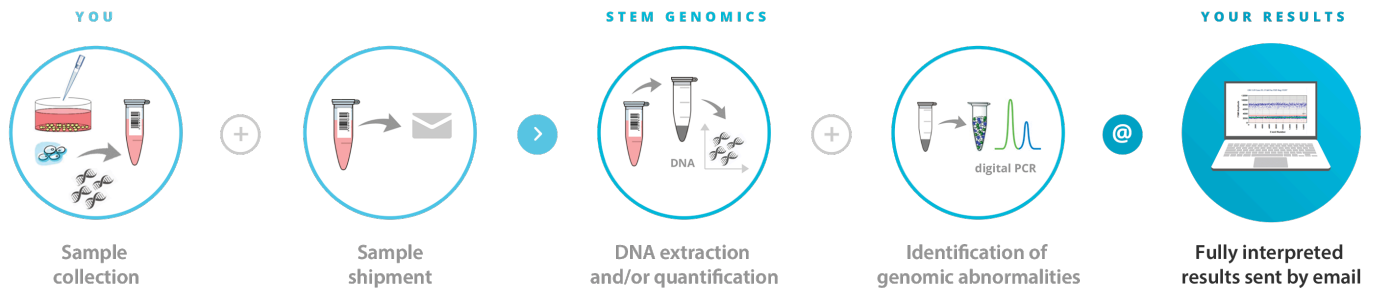 YOU
STEM GENOMICS
YOUR RESULTS
DNA
digital PCR
@
Sample
collection
Sample
shipment
DNA extraction
and/or quantification
Identification of
genomic abnormalities
Fully interpreted
results sent by email